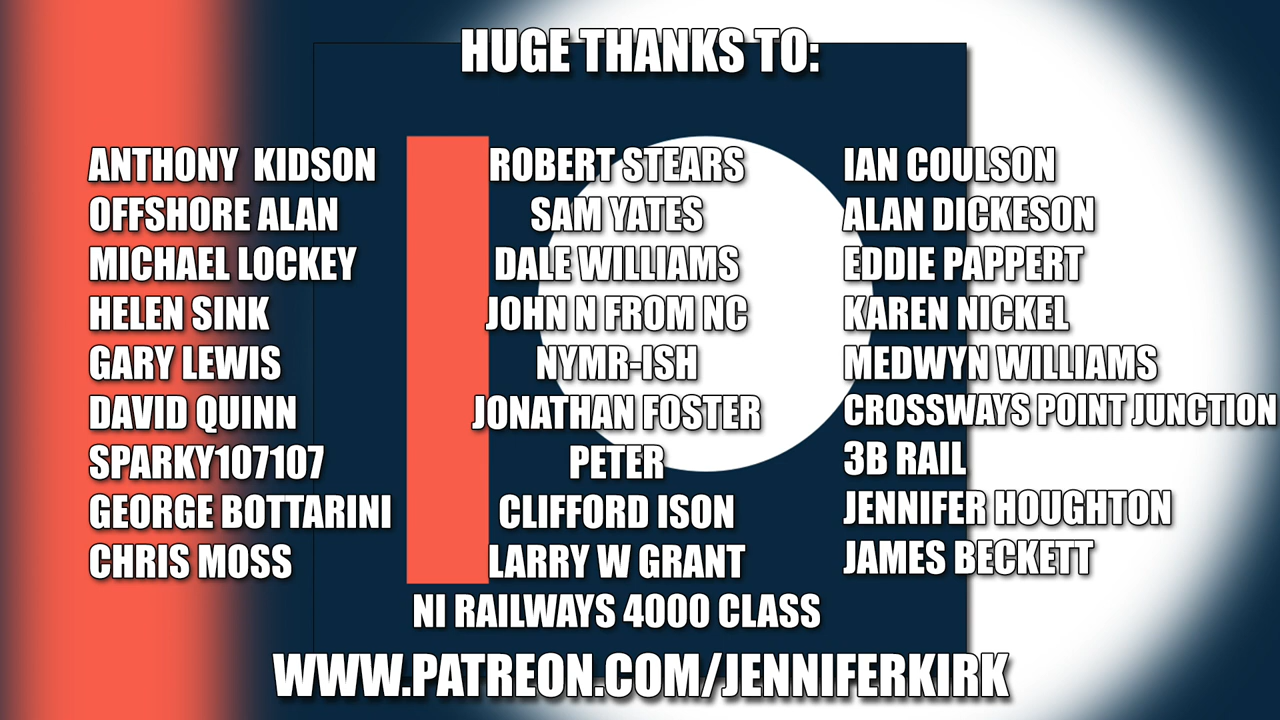 HUGE THANKS TO:
ANTHONY KIDSON
OFFSHORE ALAN
MICHAEL LOCKEY
HELEN SINK
GARY LEWIS
DAVID QUINN
SPARKY107107
GEORGE BOTTARINI
CHRIS MOSS
ROBERT STEARS
SAM YATES
DALE WILLIAMS
JOHN N FROM NC
NYMR-ISH
JONATHAN FOSTER
PETER
CLIFFORD ISON
LARRY W GRANT
NI RAILWAYS 4000 CLASS
IAN COULSON
ALAN DICKESON
EDDIE PAPPERT
KAREN NICKEL
MEDWYN WILLIAMS
CROSSWAYS POINT JUNCTION
3B RAIL
JENNIFER HOUGHTON
JAMES BECKETT
WWW.PATREON.COM/JENNIFERKIRK